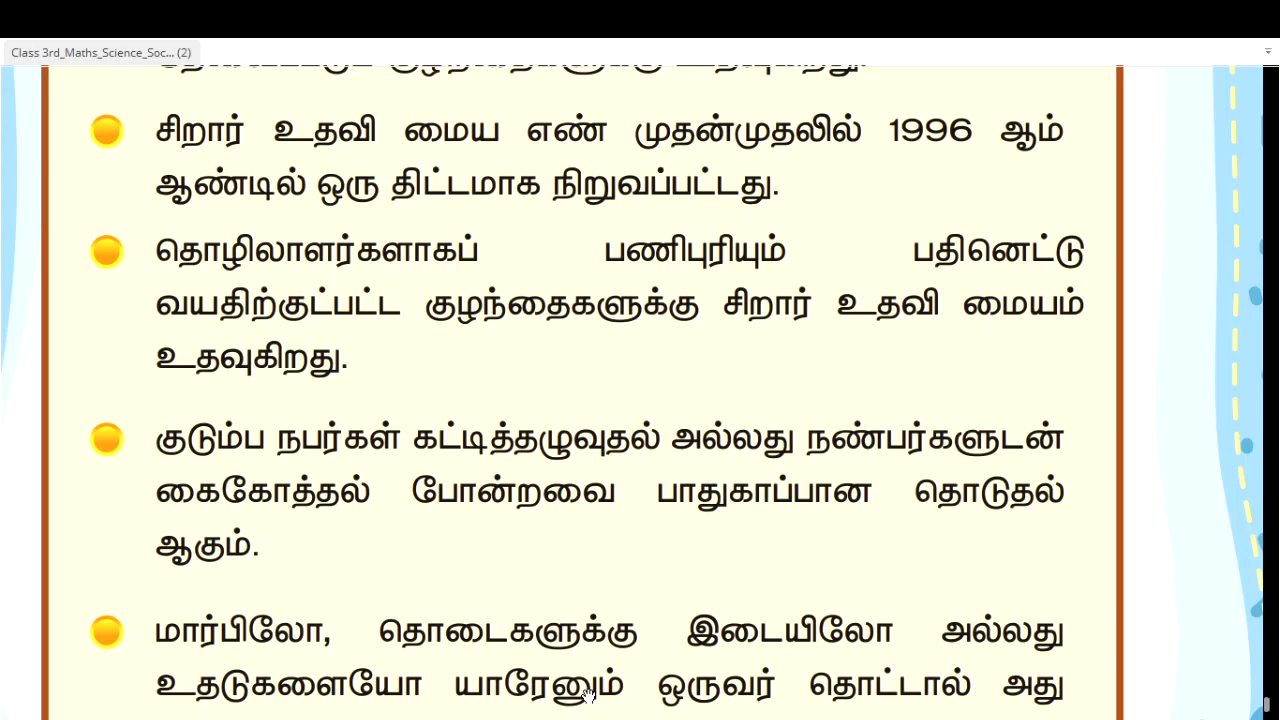 Class 3rd_Maths_Science_Soc... (2)
சிறார் உதவி மைய எண் முதன்முதலில் 1996 ஆம்
ஆண்டில் ஒரு திட்டமாக நிறுவப்பட்டது.
தொழிலாளர்களாகப் பணிபுரியும் பதினெட்டு
வயதிற்குட்பட்ட குழந்தைகளுக்கு சிறார் உதவி மையம்
உதவுகிறது.
குடும்ப நபர்கள் கட்டித்தழுவுதல் அல்லது நண்பர்களுடன்
கைகோத்தல் போன்றவை பாதுகாப்பான தொடுதல்
ஆகும்.
மார்பிலோ, தொடைகளுக்கு இடையிலோ அல்லது
உதடுகளையோ யாரேனும் ஒருவர் தொட்டால் அது